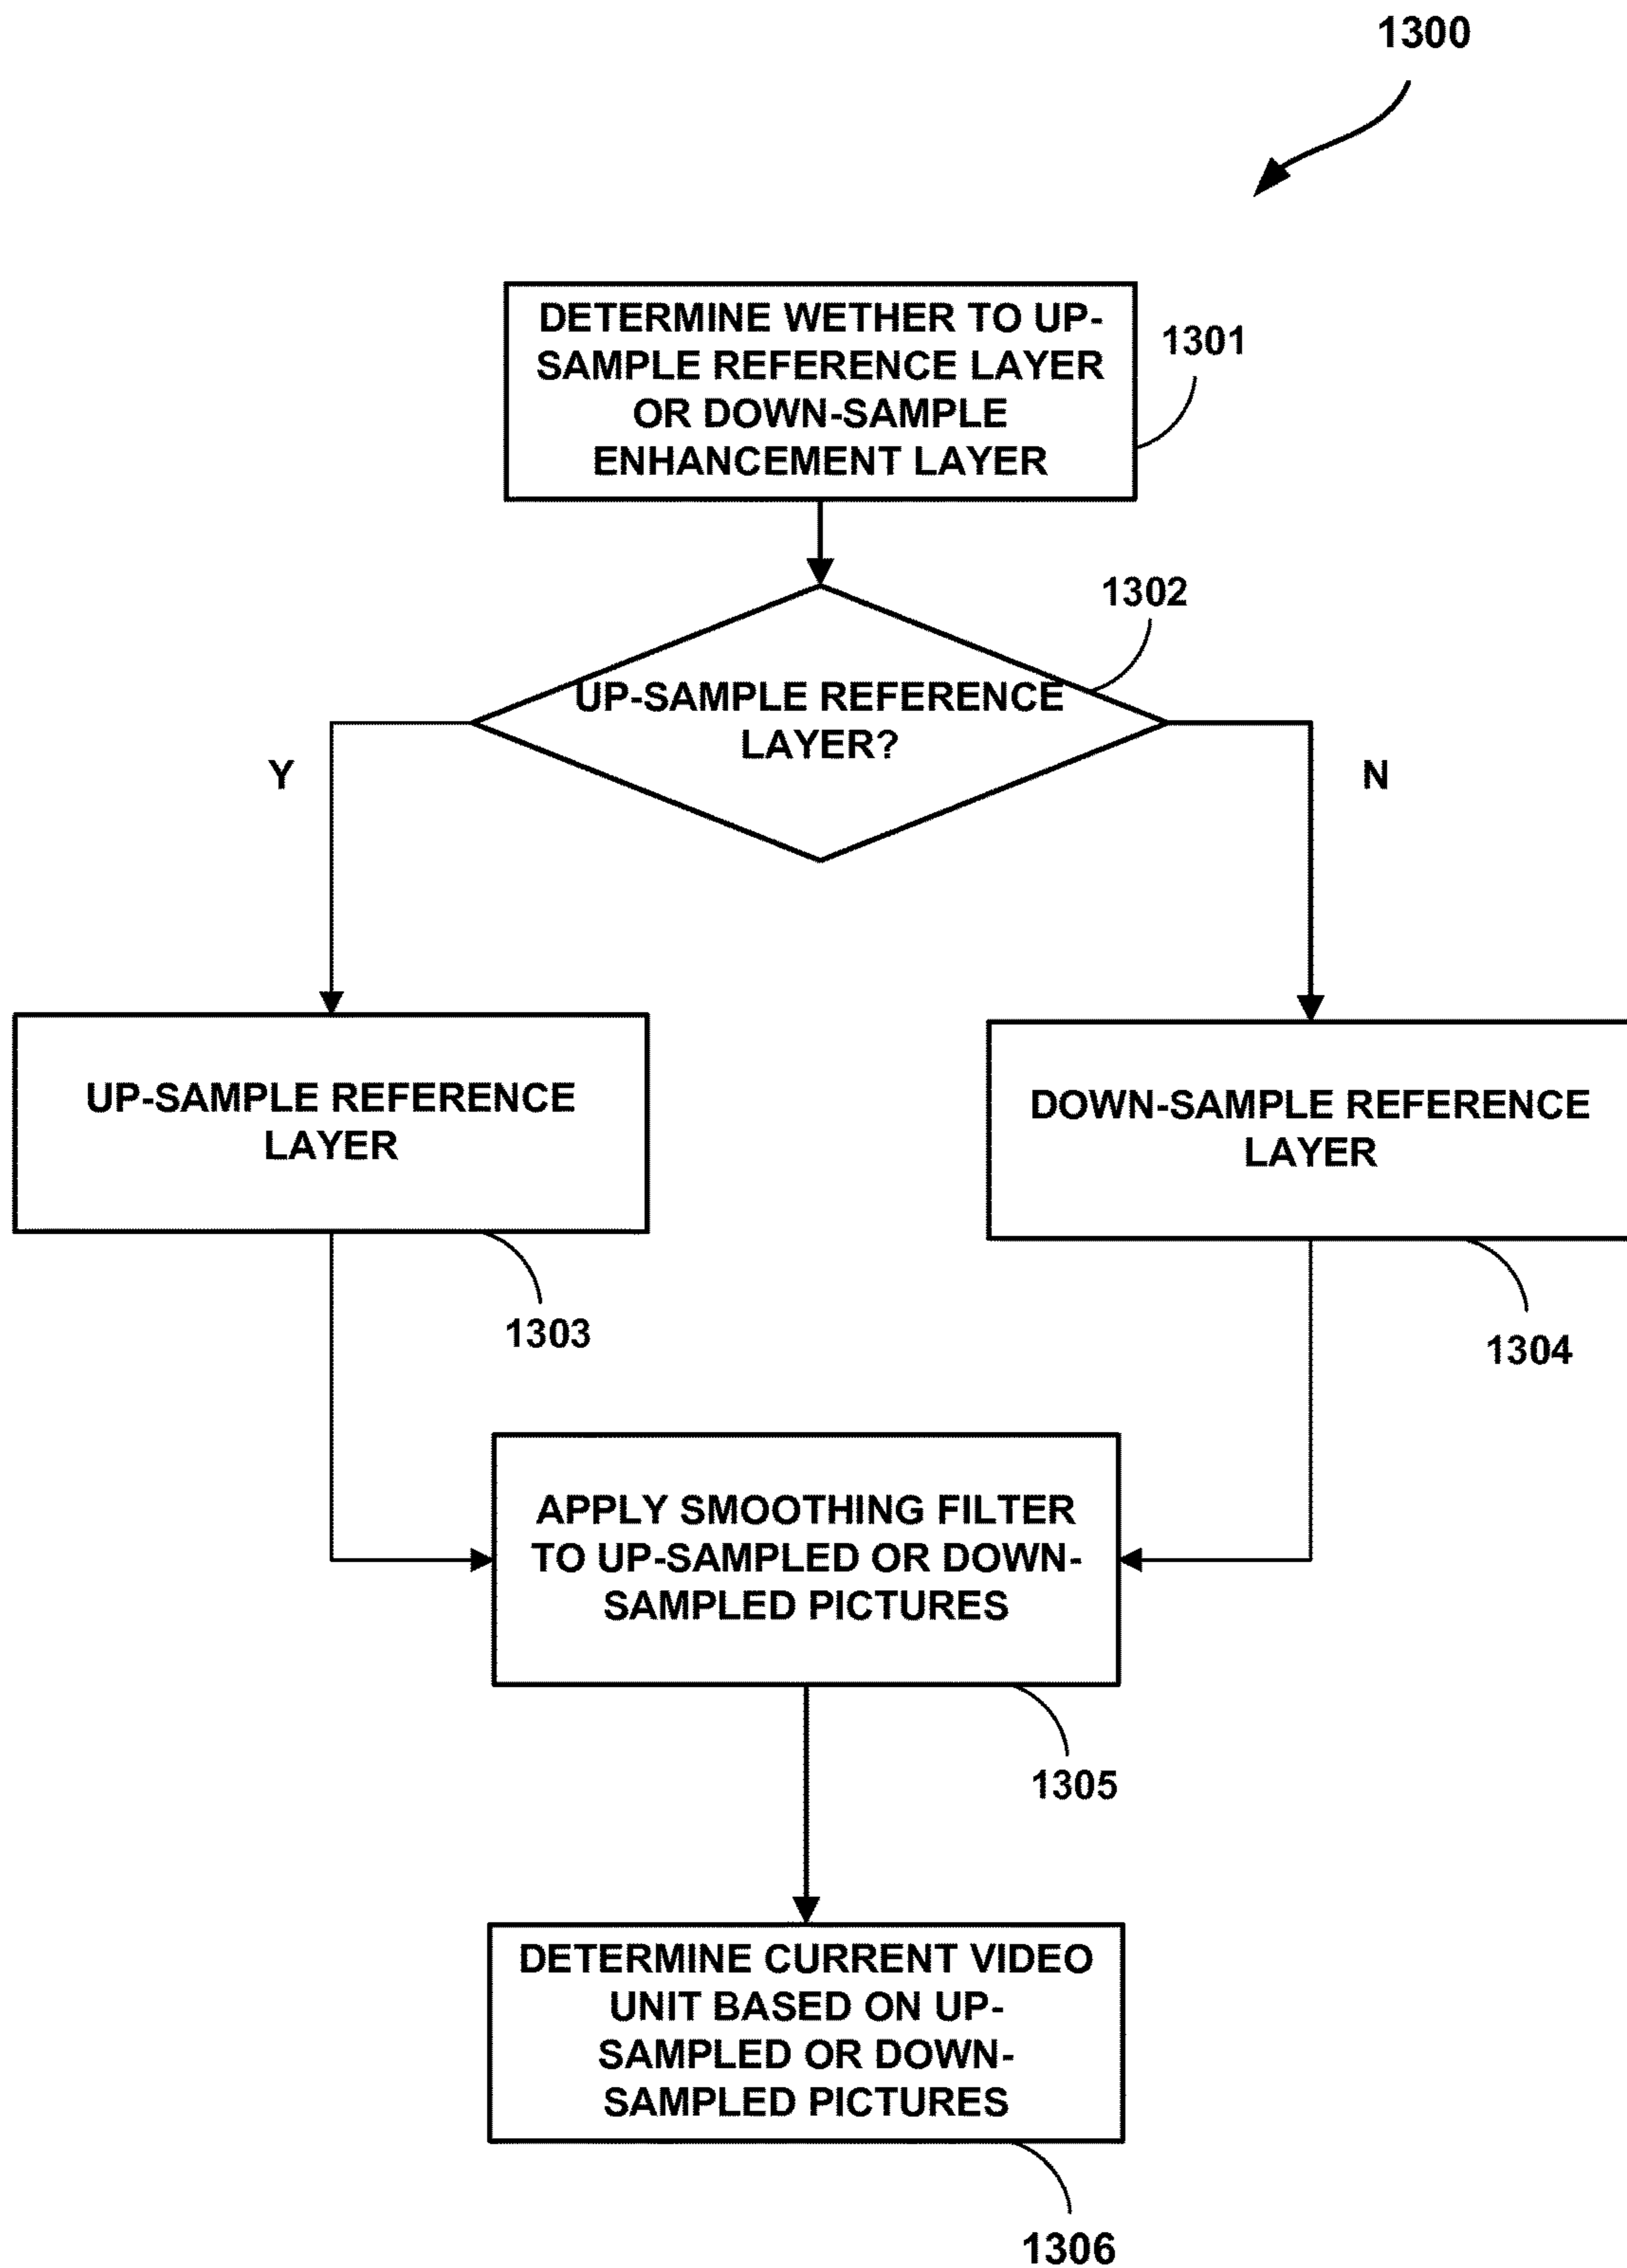 1300
DETERMINE WETHER TO UP-
SAMPLE REFERENCE LAYER
OR DOWN-SAMPLE
ENHANCEMENT LAYER
1301
1302
UP-SAMPLE REFERENCE
LAYER?
Y
N
UP-SAMPLE REFERENCE
LAYER
DOWN-SAMPLE REFERENCE
LAYER
1303
1304
APPLY SMOOTHING FILTER
TO UP-SAMPLED OR DOWN-
SAMPLED PICTURES
1305
DETERMINE CURRENT VIDEO
UNIT BASED ON UP-
SAMPLED OR DOWN-
SAMPLED PICTURES
1306